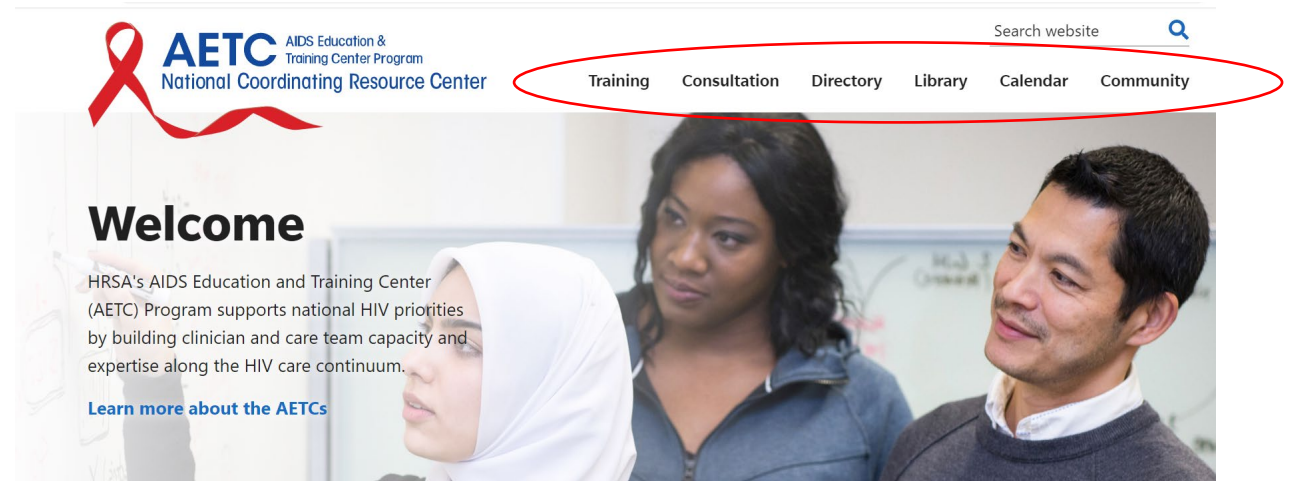 AETC AIDS Education &
Training Center Program
National Coordinating Resource Center
Search website
Training Consultation Directory Library Calendar Community
Welcome
HRSA's AIDS Education and Training Center
(AETC) Program supports national HIV priorities
by building clinician and care team capacity and
expertise along the HIV care continuum.
Learn more about the AETCs